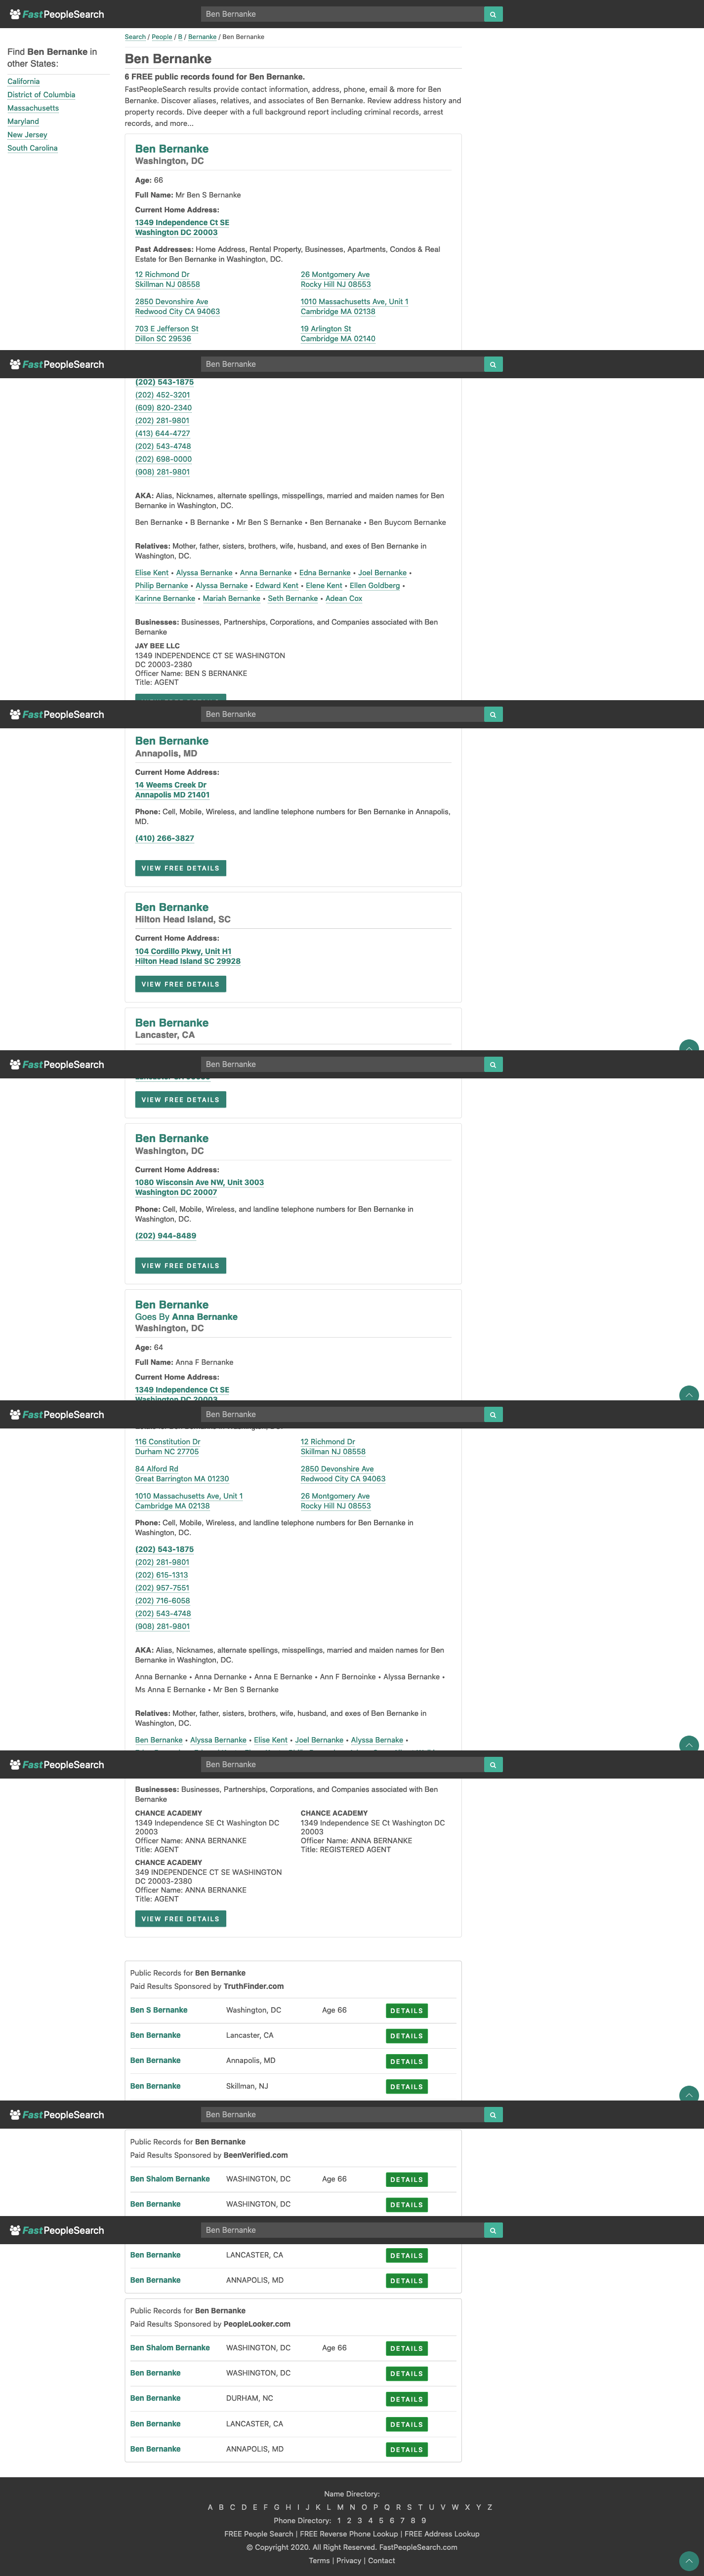 FastPeopleSearch
Ben Bernanke
Search / People / B / Bernanke / Ben Bernanke
Find Ben Bernanke in
other States:
California
District of Columbia
Massachusetts
Maryland
New Jersey
South Carolina
Ben Bernanke
6 FREE public records found for Ben Bernanke.
FastPeopleSearch results provide contact information, address, phone, email & more for Ben
Bernanke. Discover aliases, relatives, and associates of Ben Bernanke. Review address history and
property records. Dive deeper with a full background report including criminal records, arrest
records, and more...
Ben Bernanke
Washington, DC
Age: 66
Full Name: Mr Ben S Bernanke
Current Home Address:
1349 Independence Ct SE
Washington DC 20003
Past Addresses: Home Address, Rental Property, Businesses, Apartments, Condos & Real
Estate for Ben Bernanke in Washington, DC.
12 Richmond Dr
Skillman NJ 08558
26 Montgomery Ave
Rocky Hill NJ 08553
2850 Devonshire Ave
Redwood City CA 94063
1010 Massachusetts Ave, Unit 1
Cambridge MA 02138
703 E Jefferson St
Dillon SC 29536
19 Arlington St
Cambridge MA 02140
FastPeopleSearch
Ben Bernanke
(202) 543-1875
(202) 452-3201
(609) 820-2340
(202) 281-9801
(413) 644-4727
(202) 543-4748
(202) 698-0000
(908) 281-9801
AKA: Alias, Nicknames, alternate spellings, misspellings, married and maiden names for Ben
Bernanke in Washington, DC.
Ben Bernanke • B Bernanke • Mr Ben S Bernanke • Ben Bernanake • Ben Buycom Bernanke
Relatives: Mother, father, sisters, brothers, wife, husband, and exes of Ben Bernanke in
Washington, DC.
Elise Kent • Alyssa Bernanke • Anna Bernanke • Edna Bernanke • Joel Bernanke •
Philip Bernanke • Alyssa Bernake • Edward Kent • Elene Kent • Ellen Goldberg •
Karinne Bernanke • Mariah Bernanke • Seth Bernanke • Adean Cox
Businesses: Businesses, Partnerships, Corporations, and Companies associated with Ben
Bernanke
JAY BEE LLC
1349 INDEPENDENCE CT SE WASHINGTON
DC 20003-2380
Officer Name: BEN S BERNANKE
Title: AGENT
FastPeopleSearch
Ben Bernanke
Ben Bernanke
Annapolis, MD
Current Home Address:
14 Weems Creek Dr
Annapolis MD 21401
Phone: Cell, Mobile, Wireless, and landline telephone numbers for Ben Bernanke in Annapolis,
MD.
(410) 266-3827
VIEW FREE DETAILS
Ben Bernanke
Hilton Head Island, SC
Current Home Address:
104 Cordillo Pkwy, Unit H1
Hilton Head Island SC 29928
VIEW FREE DETAILS
Ben Bernanke
Lancaster, CA
FastPeopleSearch
Ben Bernanke
VIEW FREE DETAILS
Ben Bernanke
Washington, DC
Current Home Address:
1080 Wisconsin Ave NW, Unit 3003
Washington DC 20007
Phone: Cell, Mobile, Wireless, and landline telephone numbers for Ben Bernanke in
Washington, DC.
(202) 944-8489
VIEW FREE DETAILS
Ben Bernanke
Goes By Anna Bernanke
Washington, DC
Age: 64
Full Name: Anna F Bernanke
Current Home Address:
1349 Independence Ct SE
Washington DC 20003
FastPeopleSearch
Ben Bernanke
116 Constitution Dr
Durham NC 27705
12 Richmond Dr
Skillman NJ 08558
84 Alford Rd
Great Barrington MA 01230
2850 Devonshire Ave
Redwood City CA 94063
1010 Massachusetts Ave, Unit 1
Cambridge MA 02138
26 Montgomery Ave
Rocky Hill NJ 08553
Phone: Cell, Mobile, Wireless, and landline telephone numbers for Ben Bernanke in
Washington, DC.
(202) 543-1875
(202) 281-9801
(202) 615-1313
(202) 957-7551
(202) 716-6058
(202) 543-4748
(908) 281-9801
AKA: Alias, Nicknames, alternate spellings, misspellings, married and maiden names for Ben
Bernanke in Washington, DC.
Anna Bernanke • Anna Dernanke • Anna E Bernanke • Ann F Bernoinke • Alyssa Bernanke •
Ms Anna E Bernanke • Mr Ben S Bernanke
Relatives: Mother, father, sisters, brothers, wife, husband, and exes of Ben Bernanke in
Washington, DC.
Ben Bernanke • Alyssa Bernanke • Elise Kent • Joel Bernanke • Alyssa Bernake •
FastPeopleSearch
Ben Bernanke
Businesses: Businesses, Partnerships, Corporations, and Companies associated with Ben
Bernanke
CHANCE ACADEMY
1349 Independence SE Ct Washington DC
20003
Officer Name: ANNA BERNANKE
Title: AGENT
CHANCE ACADEMY
1349 Independence SE Ct Washington DC
20003
Officer Name: ANNA BERNANKE
Title: REGISTERED AGENT
CHANCE ACADEMY
349 INDEPENDENCE CT SE WASHINGTON
DC 20003-2380
Officer Name: ANNA BERNANKE
Title: AGENT
VIEW FREE DETAILS
Public Records for Ben Bernanke
Paid Results Sponsored by TruthFinder.com
Ben S Bernanke Washington, DC Age 66 DETAILS
Ben Bernanke Lancaster, CA DETAILS
Ben Bernanke Annapolis, MD DETAILS
Ben Bernanke Skillman, NJ DETAILS
FastPeopleSearch
Ben Bernanke
Public Records for Ben Bernanke
Paid Results Sponsored by BeenVerified.com
Ben Shalom Bernanke WASHINGTON, DC Age 66 DETAILS
Ben Bernanke WASHINGTON, DC DETAILS
FastPeopleSearch
Ben Bernanke
Ben Bernanke LANCASTER, CA DETAILS
Ben Bernanke ANNAPOLIS, MD DETAILS
Public Records for Ben Bernanke
Paid Results Sponsored by PeopleLooker.com
Ben Shalom Bernanke WASHINGTON, DC Age 66 DETAILS
Ben Bernanke WASHINGTON, DC DETAILS
Ben Bernanke DURHAM, NC DETAILS
Ben Bernanke LANCASTER, CA DETAILS
Ben Bernanke ANNAPOLIS, MD DETAILS
Name Directory:
A B C D E F G H I J K L M N O P Q R S T U V W X Y Z
Phone Directory: 1 2 3 4 5 6 7 8 9
FREE People Search | FREE Reverse Phone Lookup | FREE Address Lookup
© Copyright 2020. All Right Reserved. FastPeopleSearch.com
Terms | Privacy | Contact